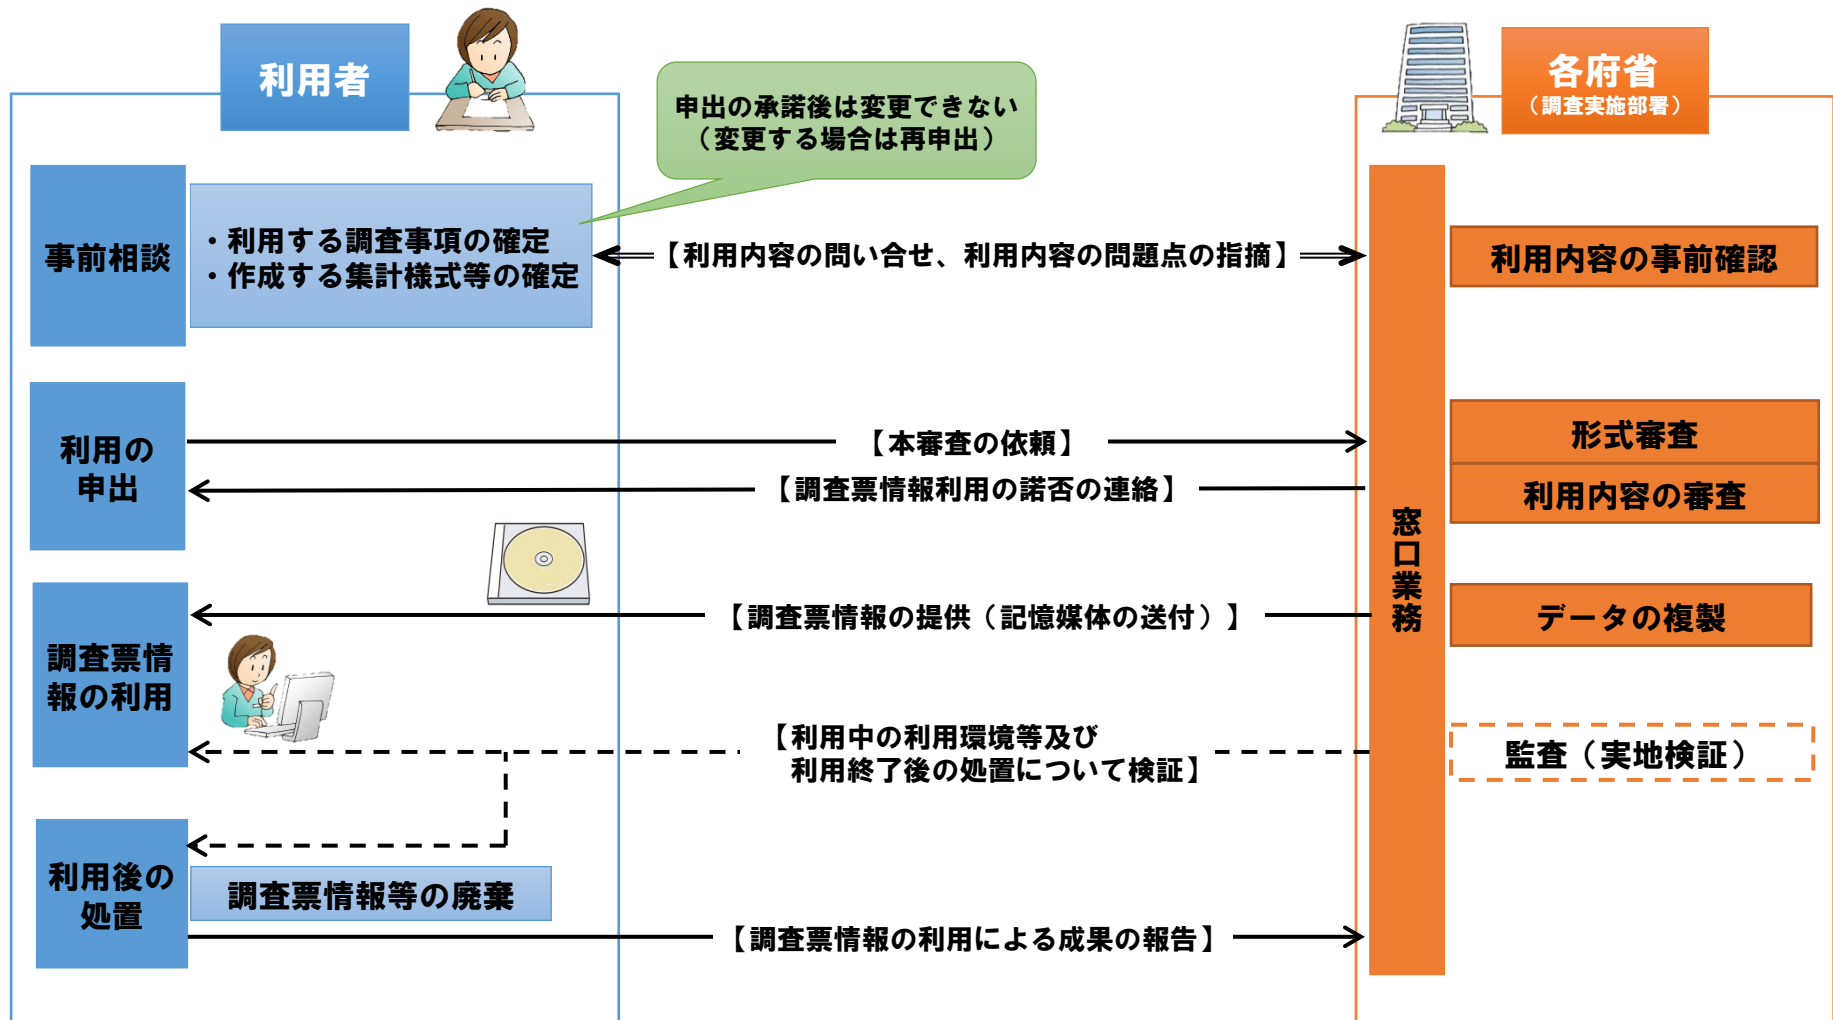 利用者
各府省
（調査実施部署）
申出の承諾後は変更できない
（変更する場合は再申出）
事前相談
・利用する調査事項の確定
・作成する集計様式等の確定
【利用内容の問い合せ、利用内容の問題点の指摘】
利用内容の事前確認
利用の
申出
【本審査の依頼】
【調査票情報利用の諾否の連絡】
形式審査
利用内容の審査
窓口業務
調査票情
報の利用
【調査票情報の提供（記憶媒体の送付）】
データの複製
【利用中の利用環境等及び
利用終了後の処置について検証】
監査（実地検証）
利用後の
処置
調査票情報等の廃棄
【調査票情報の利用による成果の報告】